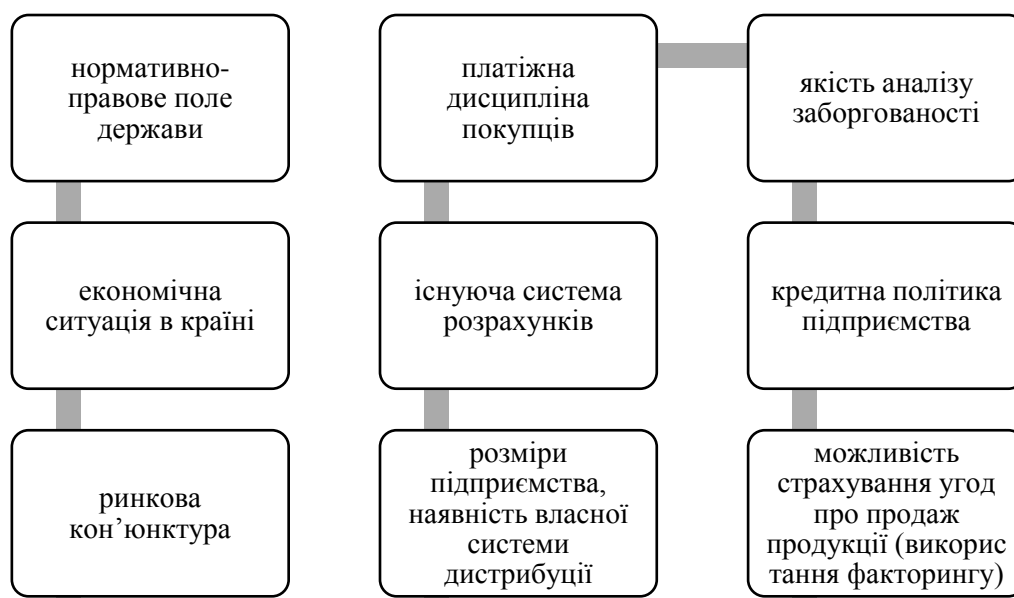 нормативно-
правове поле
держави
економічна
ситуація в країні
ринкова
кон’юнктура
розміри
підприємства,
наявність власної
системи
дистрибуції
існуюча система
розрахунків
платіжна
дисципліна
покупців
якість аналізу
заборгованості
кредитна політика
підприємства
можливість
страхування угод
про продаж
продукції (викорис
тання факторингу)